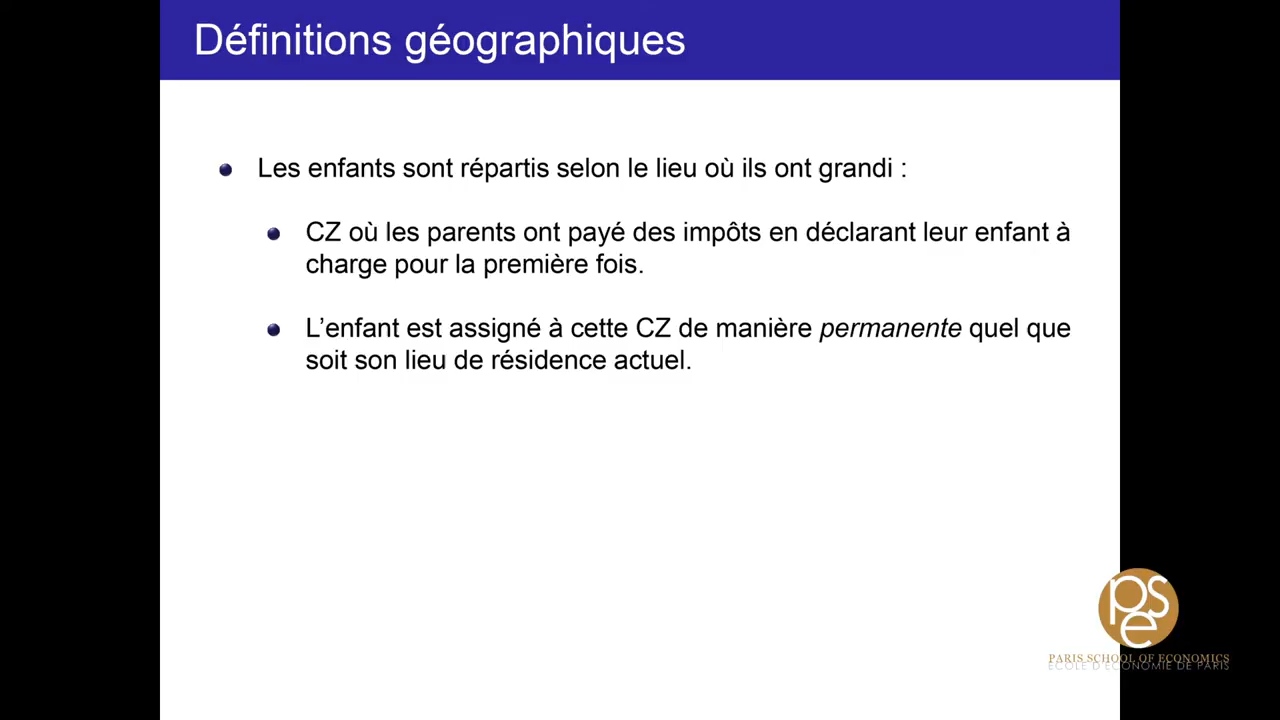 Définitions géographiques
Les enfants sont répartis selon le lieu où ils ont grandi :
CZ où les parents ont payé des impôts en déclarant leur enfant à
charge pour la première fois.
L’enfant est assigné à cette CZ de manière permanente quel que
soit son lieu de résidence actuel.
pse
PARIS SCHOOL OF ECONOMICS
ECOLE D'ECONOMIE DE PARIS